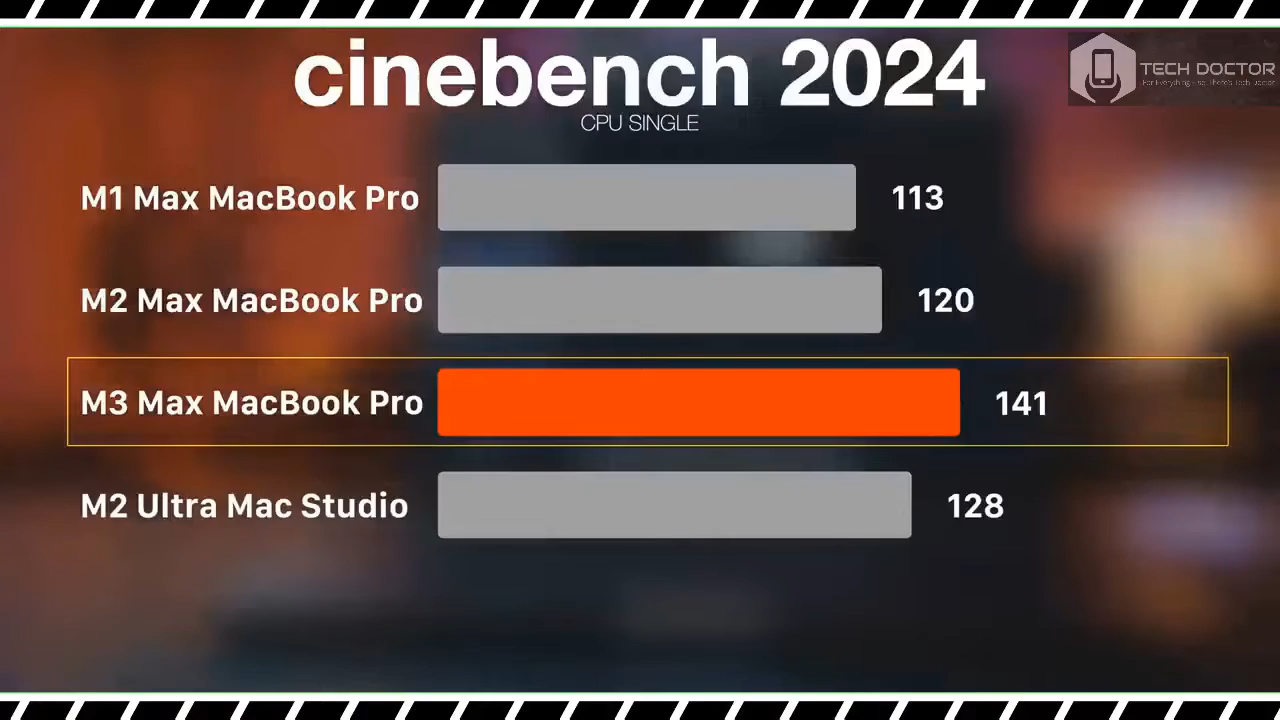 cinebench 2024
CPU SINGLE
TECH DOCTOR
M1 Max MacBook Pro 113
M2 Max MacBook Pro 120
M3 Max MacBook Pro 141
M2 Ultra Mac Studio 128